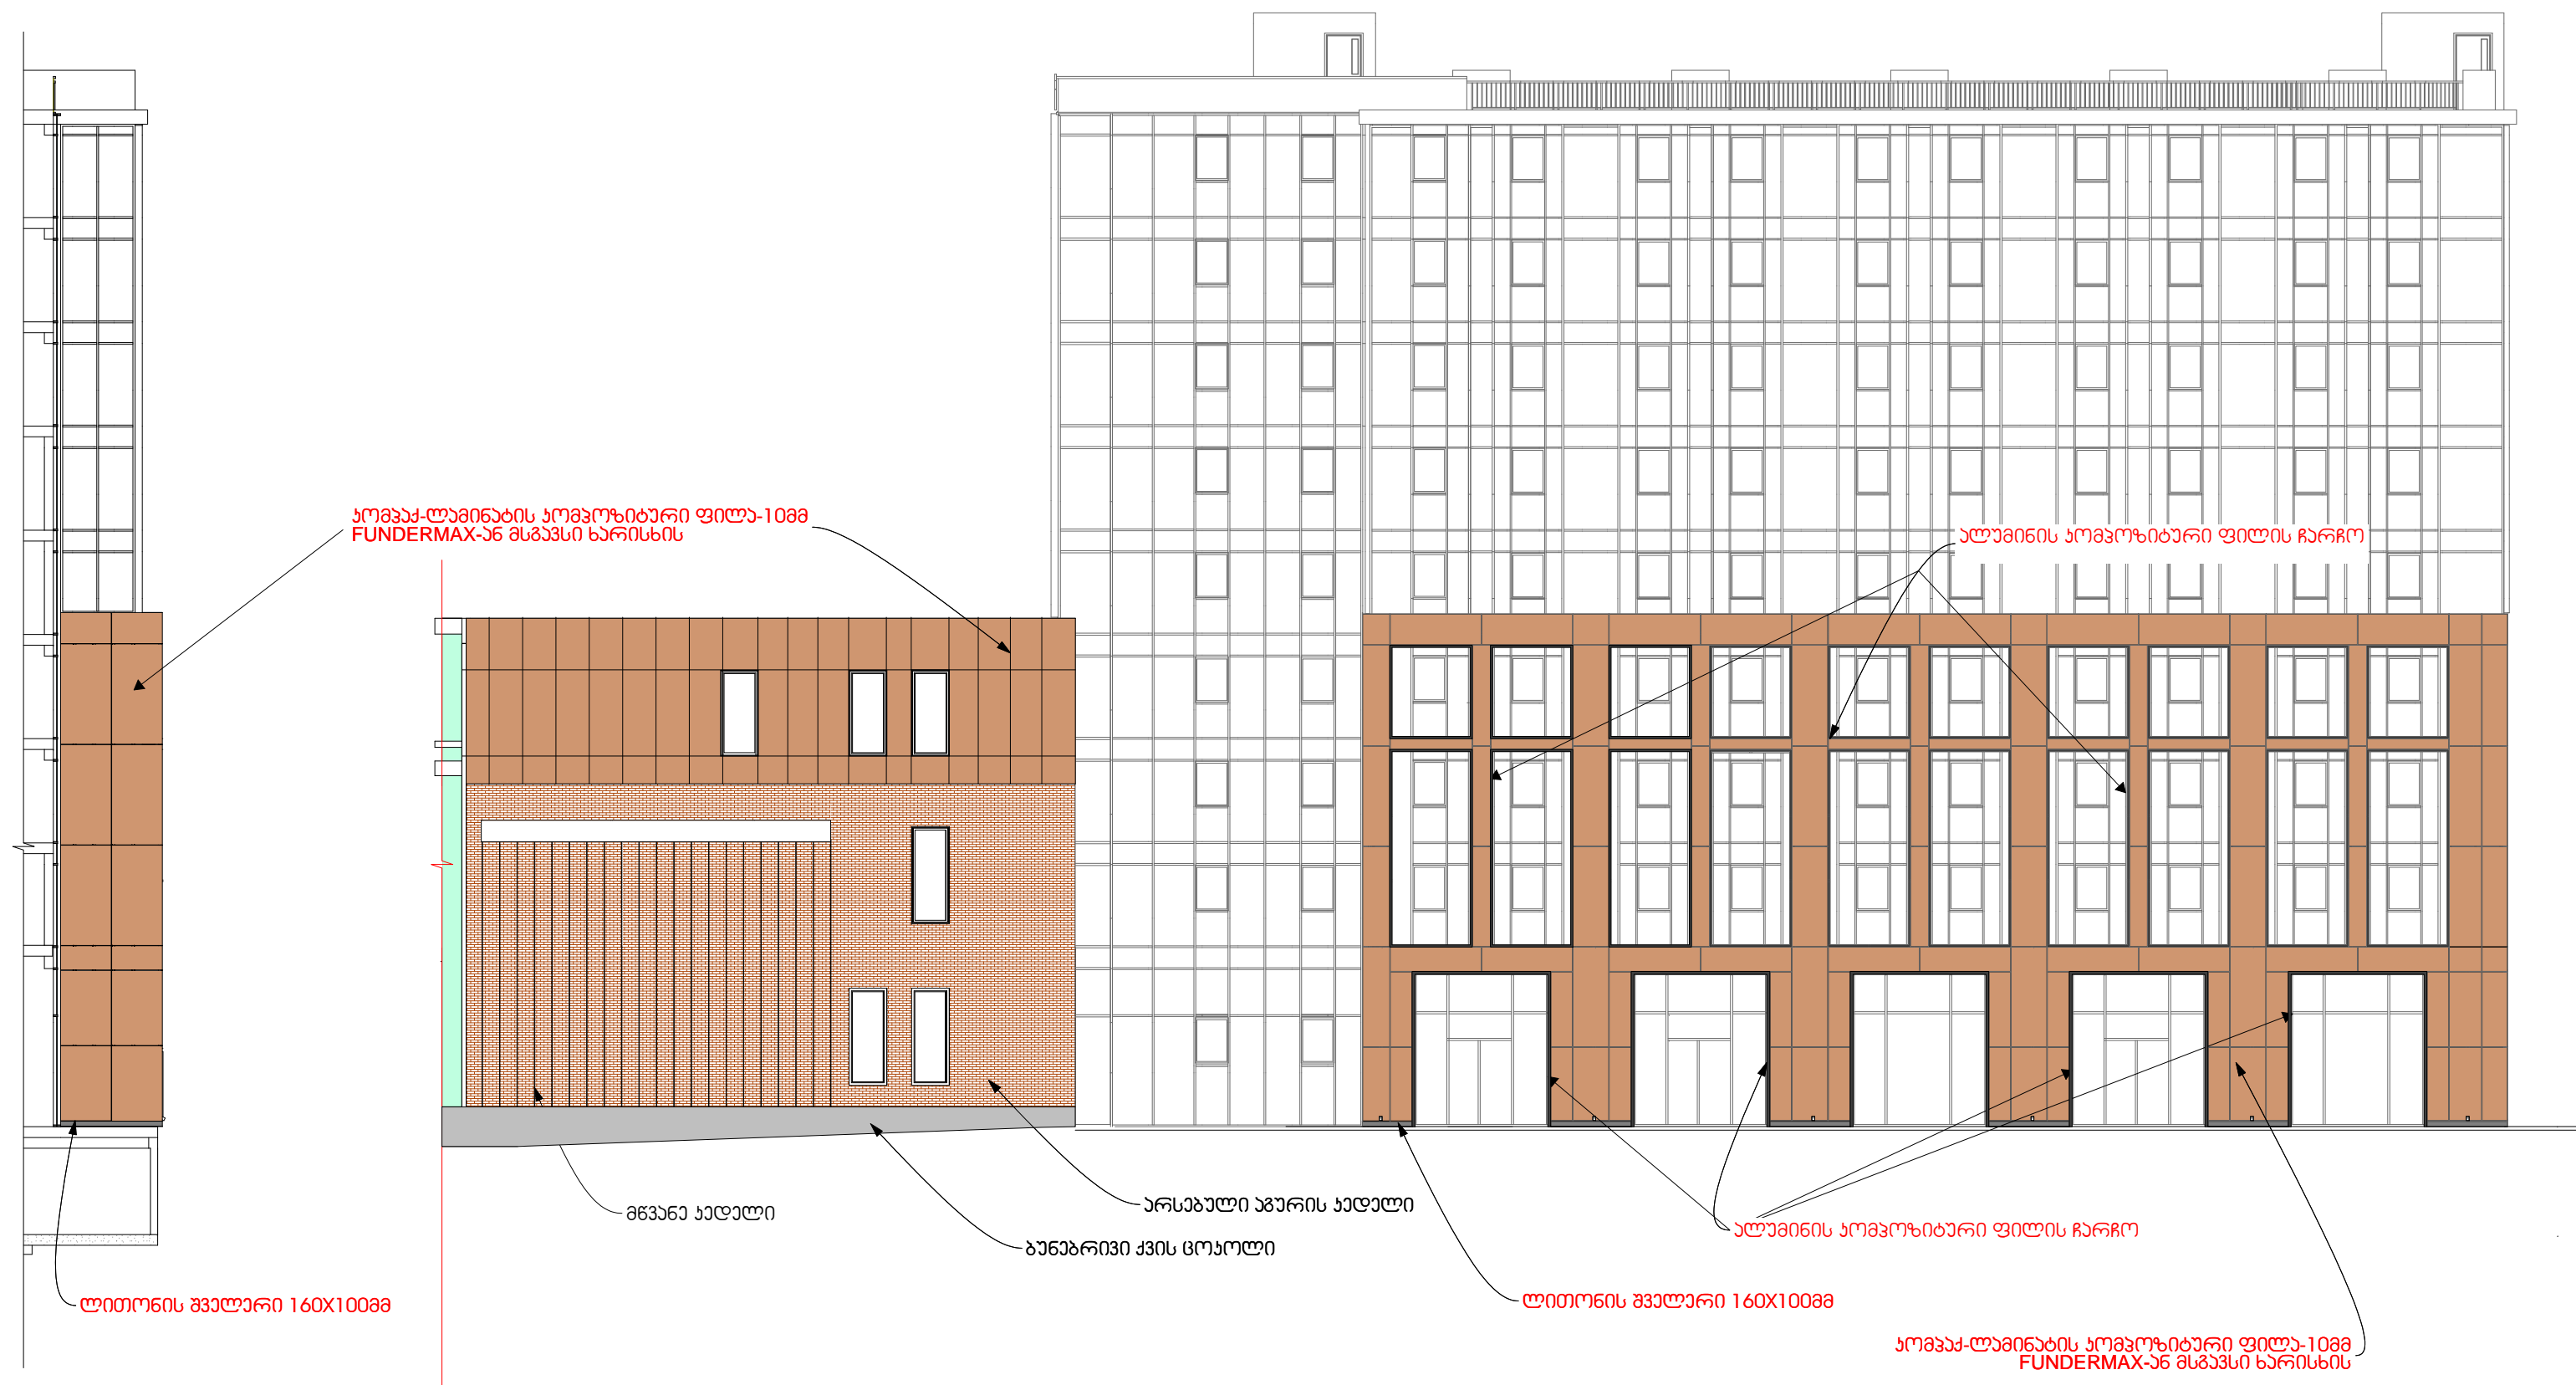 კომპაქ-ლამინატის კომპოზიტური ფილა-10მმ
FUNDERMAX-ან მსგავსი ხარისხის
ალუმინის კომპოზიტური ფილის ჩარჩო
მწვანე კედელი
არსებული აგურის კედელი
ბუნებრივი ქვის ცოკოლი
ალუმინის კომპოზიტური ფილის ჩარჩო
ლითონის შველერი 160X100მმ
ლითონის შველერი 160X100მმ
კომპაქ-ლამინატის კომპოზიტური ფილა-10მმ
FUNDERMAX-ან მსგავსი ხარისხის